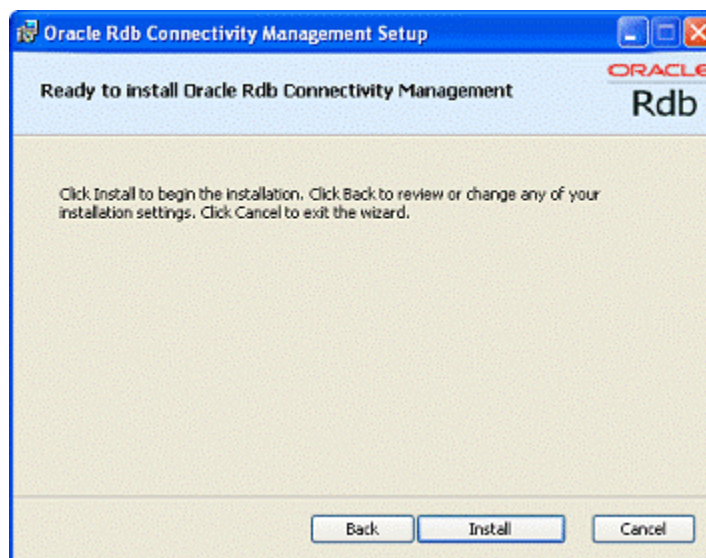 Oracle Rdb Connectivity Management Setup
ORACLE
Ready to install Oracle Rdb Connectivity Management
Rdb
Click Install to begin the installation. Click Back to review or change any of your
installation settings. Click Cancel to exit the wizard.
Back Install Cancel